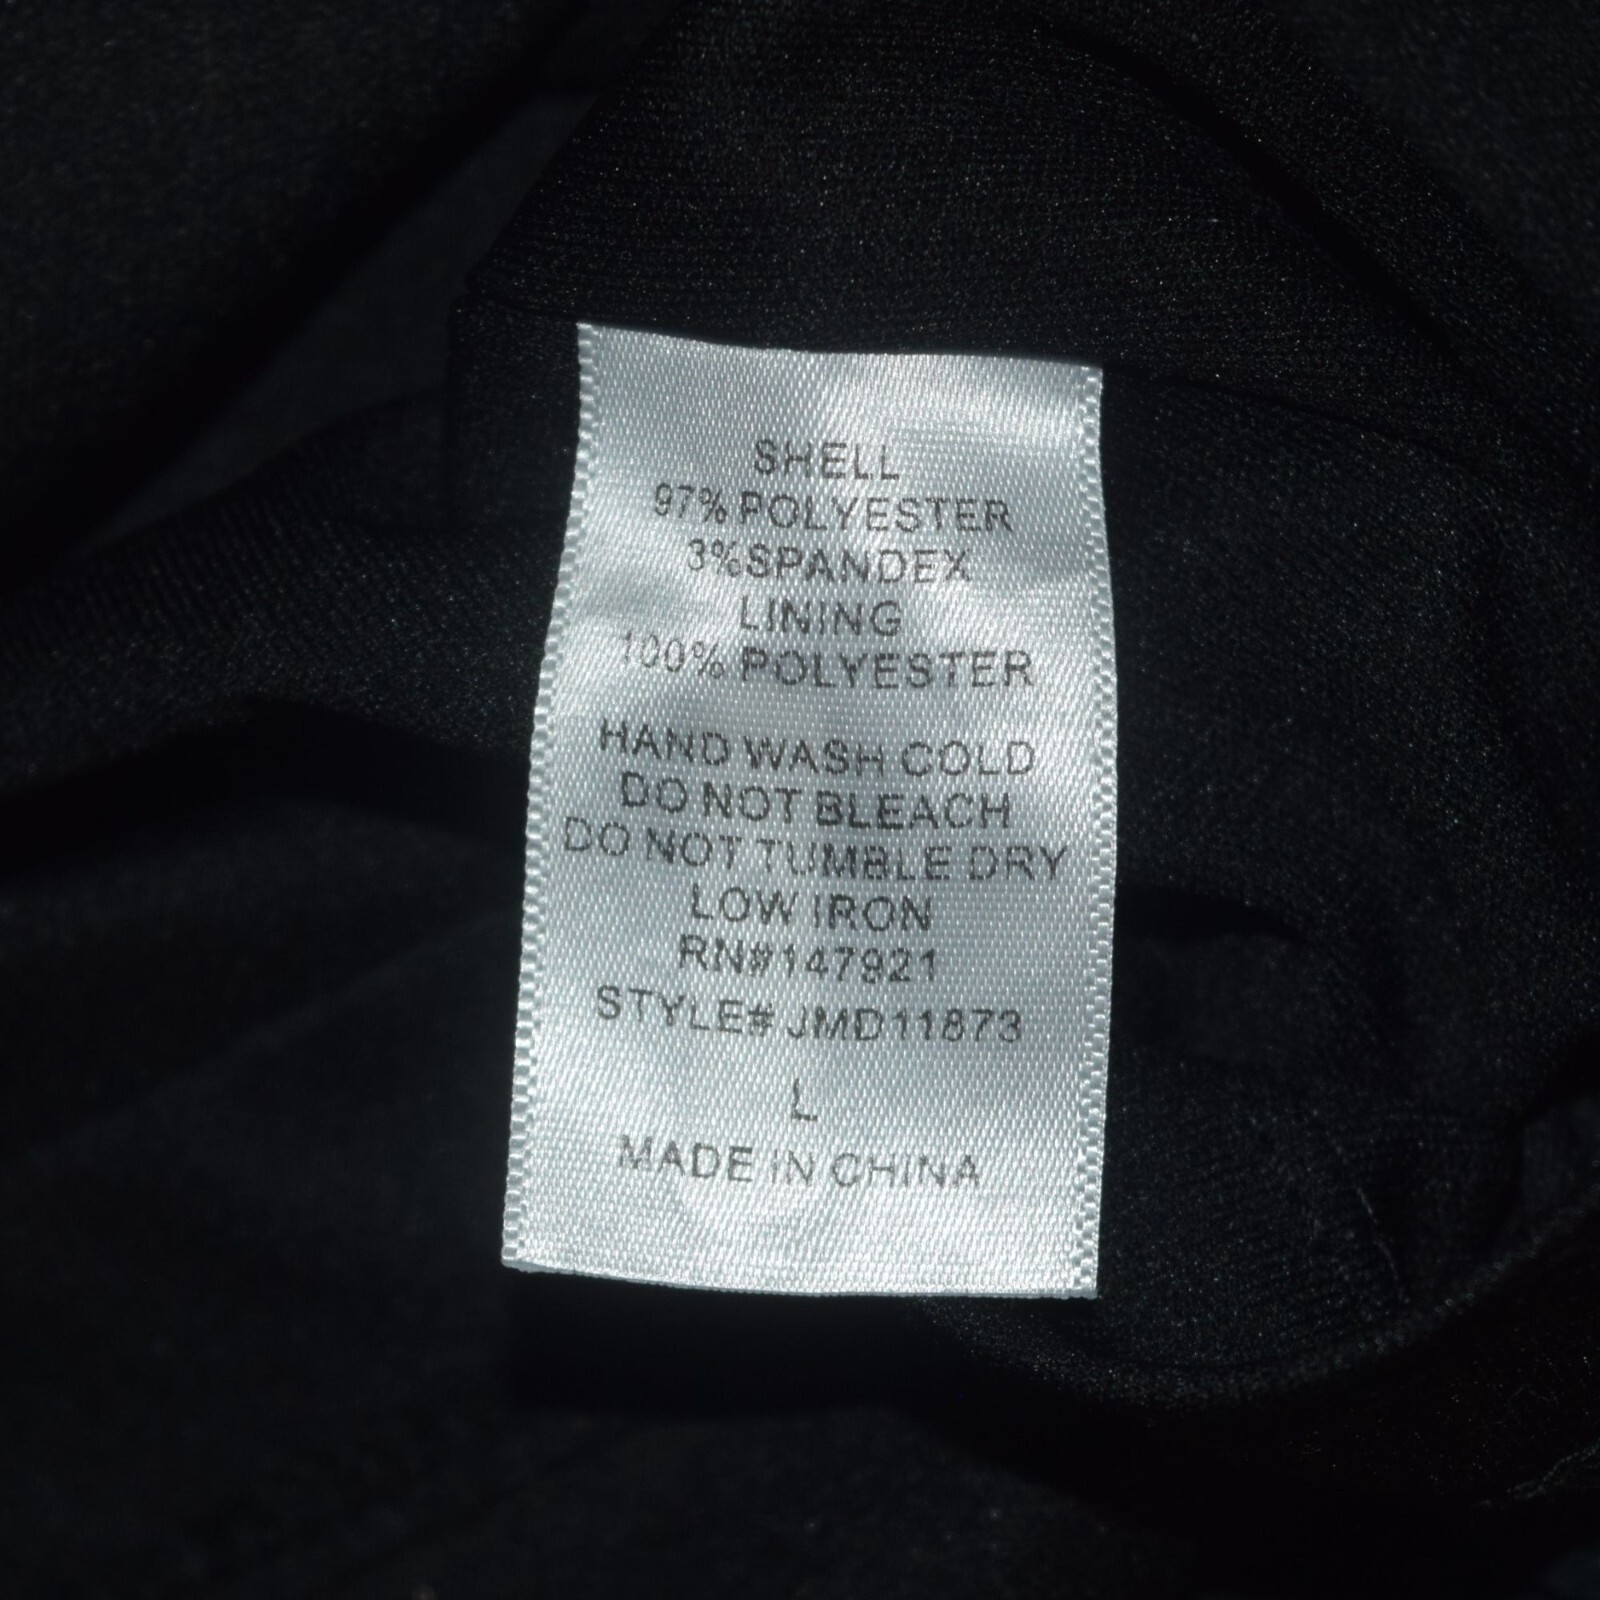 SHELL
97% POLYESTER
3%SPANDEX
LINING
100% POLYESTER
HAND WASH COLD
DO NOT BLEACH
DO NOT TUMBLE DRY
LOW IRON
RN#147921
STYLE# JMD11873
L
MADE IN CHINA